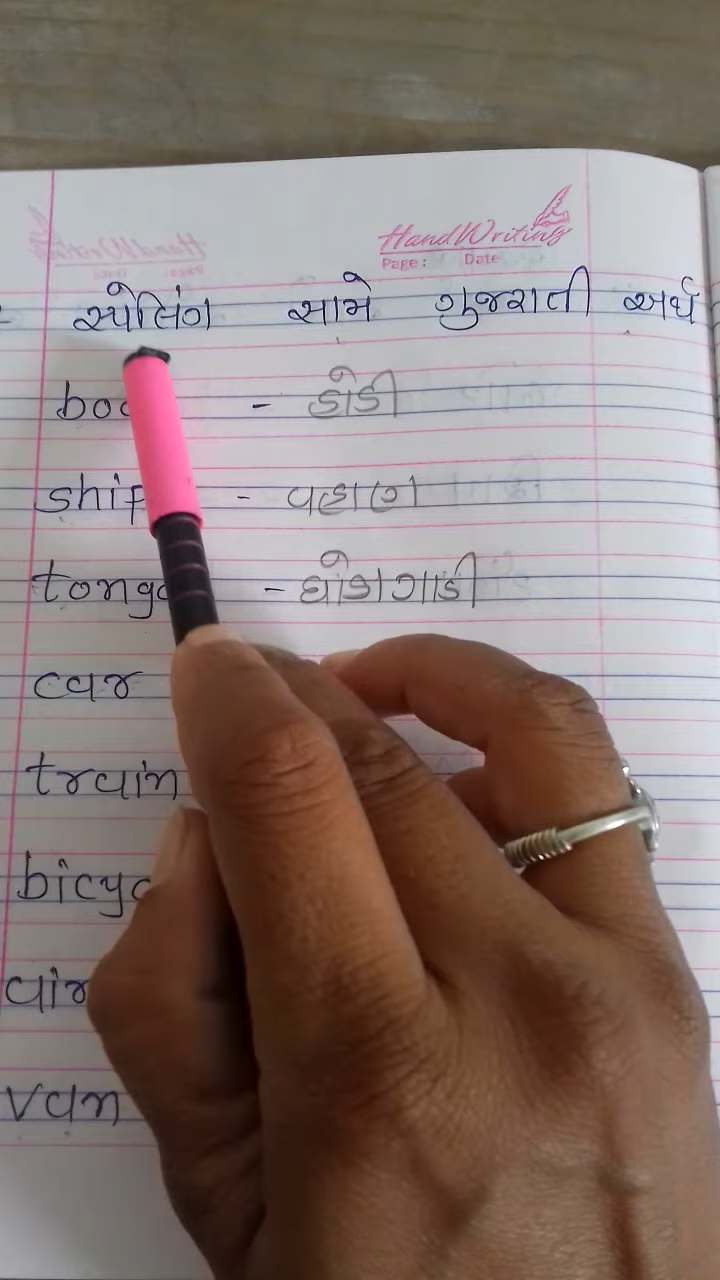 HandWriting
Page: Date
સ્પેલિંગ સામે ગુજરાતી અર્થ
- હોડી
ship - વહાણ
- ઘોડાગાડી
car
train
van